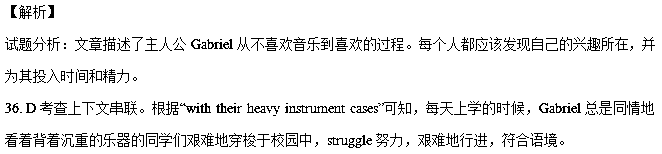 【解析】
试题分析：文章描述了主人公 Gabriel 从不喜欢音乐到喜欢的过程。每个人都应该发现自己的兴趣所在，并
为其投入时间和精力。
36. D 考查上下文串联。根据“with their heavy instrument cases”可知，每天上学的时候，Gabriel 总是同情地
看着背着沉重的乐器的同学们艰难地穿梭于校园中，struggle 努力，艰难地行进，符合语境。